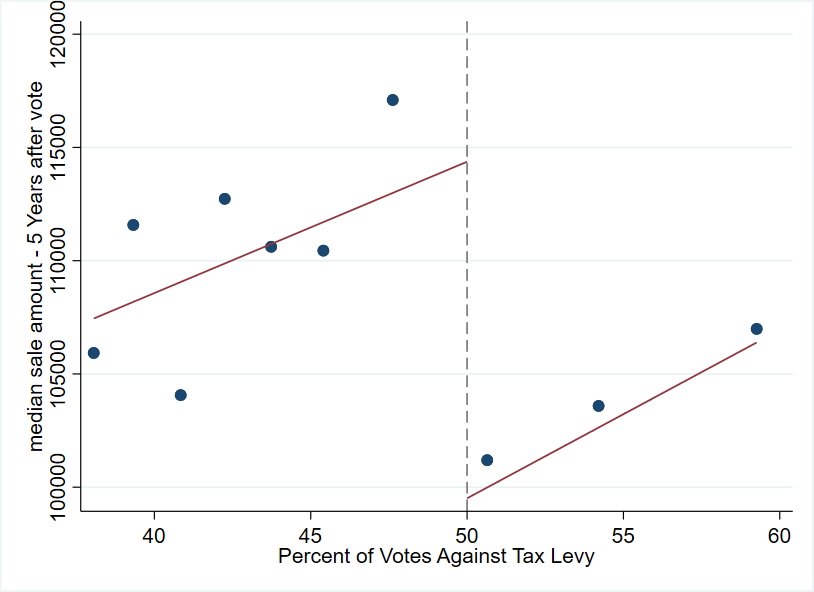 median sale amount - 5 Years after vote
120000
115000
110000
105000
100000
40 45 50 55 60
Percent of Votes Against Tax Levy